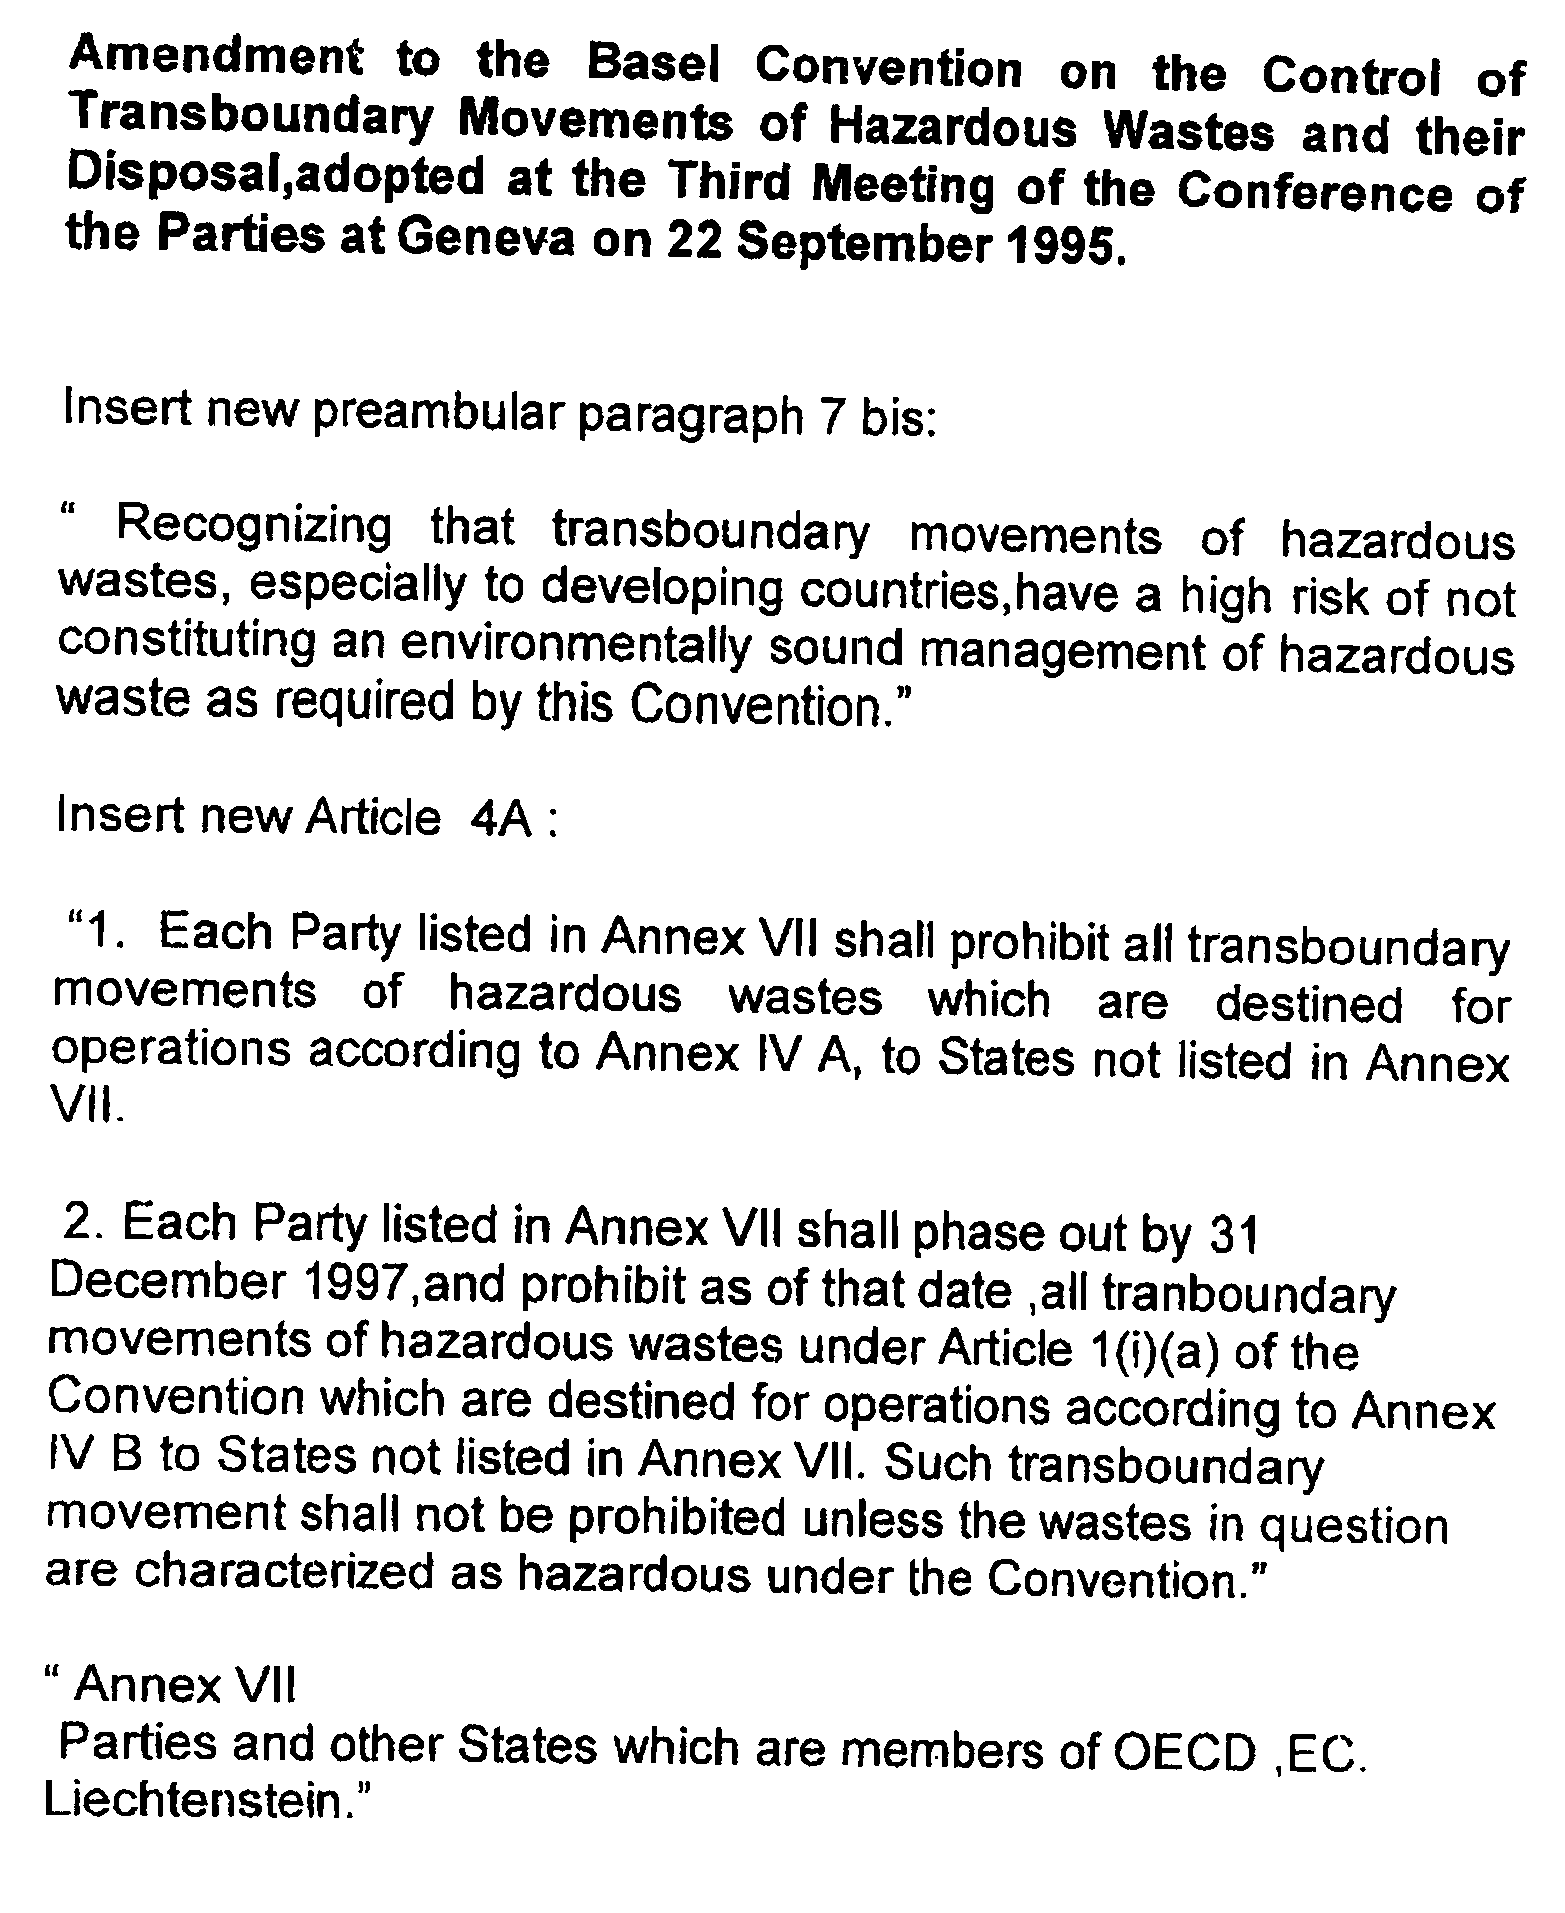 Amendment to the Basel Convention on the Control of
Transboundary Movements of Hazardous Wastes and their
Disposal,adopted at the Third Meeting of the Conference of
the Parties at Geneva on 22 September 1995.
Insert new preambular paragraph 7 bis:
“ Recognizing that transboundary movements of hazardous
wastes, especially to developing countries,have a high risk of not
constituting an environmentally sound management of hazardous
waste as required by this Convention.”
Insert new Article 4A :
“1. Each Party listed in Annex VII shall prohibit all transboundary
movements of hazardous wastes which are destined for
operations according to Annex IV A, to States not listed in Annex
VII.
2. Each Party listed in Annex VII shall phase out by 31
December 1997,and prohibit as of that date ,all tranboundary
movements of hazardous wastes under Article 1(i)(a) of the
Convention which are destined for operations according to Annex
IV B to States not listed in Annex VII. Such transboundary
movement shall not be prohibited unless the wastes in question
are characterized as hazardous under the Convention.”
“ Annex VII
Parties and other States which are members of OECD ,EC.
Liechtenstein.”